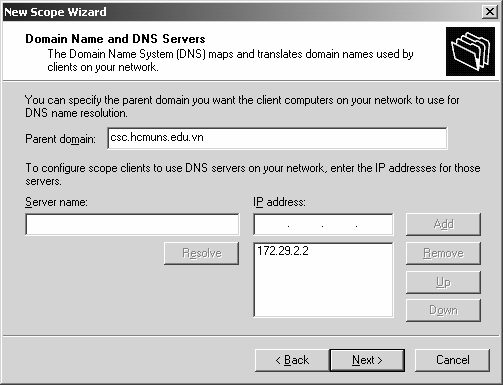 New Scope Wizard
Domain Name and DNS Servers
The Domain Name System (DNS) maps and translates domain names used by
clients on your network.
You can specify the parent domain you want the client computers on your network to use for
DNS name resolution.
Parent domain: csc.hcmuns.edu.vn
To configure scope clients to use DNS servers on your network, enter the IP addresses for those
servers.
Server name: IP address:
. . . Add
Resolve 172.29.2.2 Remove
Up
Down
< Back Next > Cancel